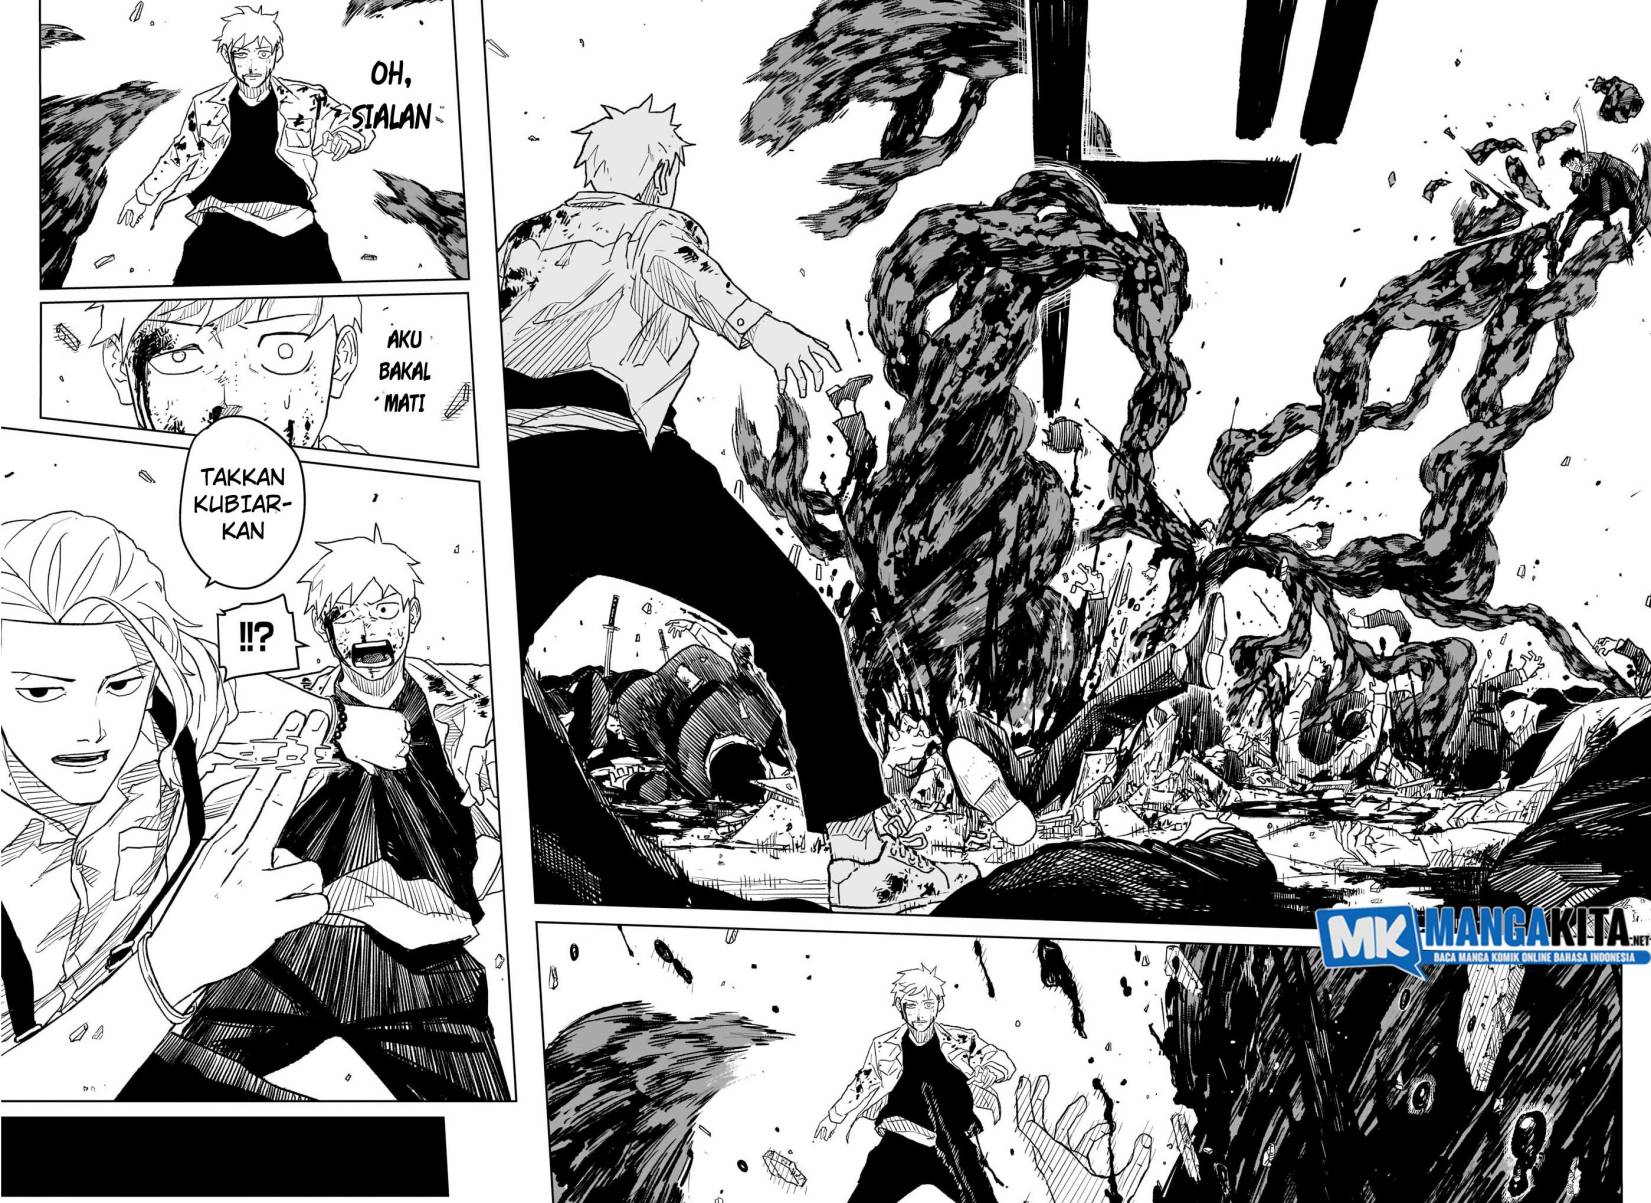 OH,
SIALAN
AKU
BAKAL
MATI
TAKKAN
KUBIAR-
KAN
!!?
MK MANGAKITA.NET
BACA MANGA KOMIK ONLINE BAHASA INDONESIA